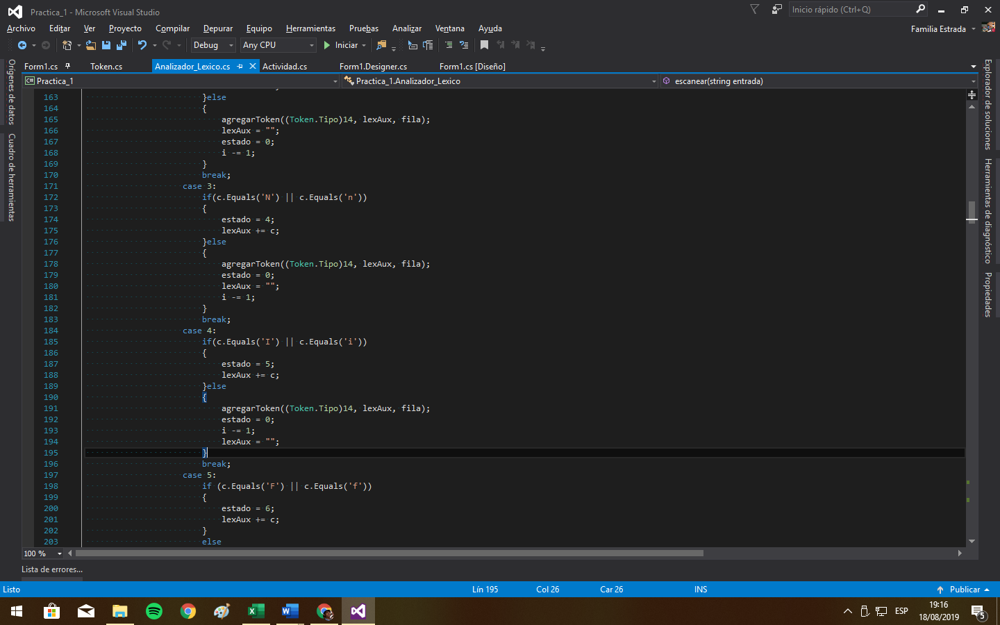 Practica_1 - Microsoft Visual Studio
Inicio rápido (Ctrl+Q)
Archivo Editar Ver Proyecto Compilar Depurar Equipo Herramientas Pruebas Analizar Ventana Ayuda
Familia Estrada
Debug Any CPU Iniciar
Form1.cs Token.cs Analizador_Lexico.cs Actividad.cs Form1.Designer.cs Form1.cs [Diseño]
C# Practica_1 Practica_1.Analizador_Lexico escanear(string entrada)
Orígenes de datos
Cuadro de herramientas
163 }else
164 {
165 agregarToken((Token.Tipo)14, lexAux, fila);
166 lexAux = "";
167 estado = 0;
168 i -= 1;
169 }
170 break;
171 case 3:
172 if(c.Equals('N') || c.Equals('n'))
173 {
174 estado = 4;
175 lexAux += c;
176 }else
177 {
178 agregarToken((Token.Tipo)14, lexAux, fila);
179 estado = 0;
180 lexAux = "";
181 i -= 1;
182 }
183 break;
184 case 4:
185 if(c.Equals('I') || c.Equals('i'))
186 {
187 estado = 5;
188 lexAux += c;
189 }else
190 {
191 agregarToken((Token.Tipo)14, lexAux, fila);
192 estado = 0;
193 i -= 1;
194 lexAux = "";
195 }
196 break;
197 case 5:
198 if (c.Equals('F') || c.Equals('f'))
199 {
200 estado = 6;
201 lexAux += c;
202 }
203 else
Explorador de soluciones
Herramientas de diagnóstico
Propiedades
100 %
Lista de errores...
Listo Lín 195 Col 26 Car 26 INS Publicar
ESP
19:16
18/08/2019
5